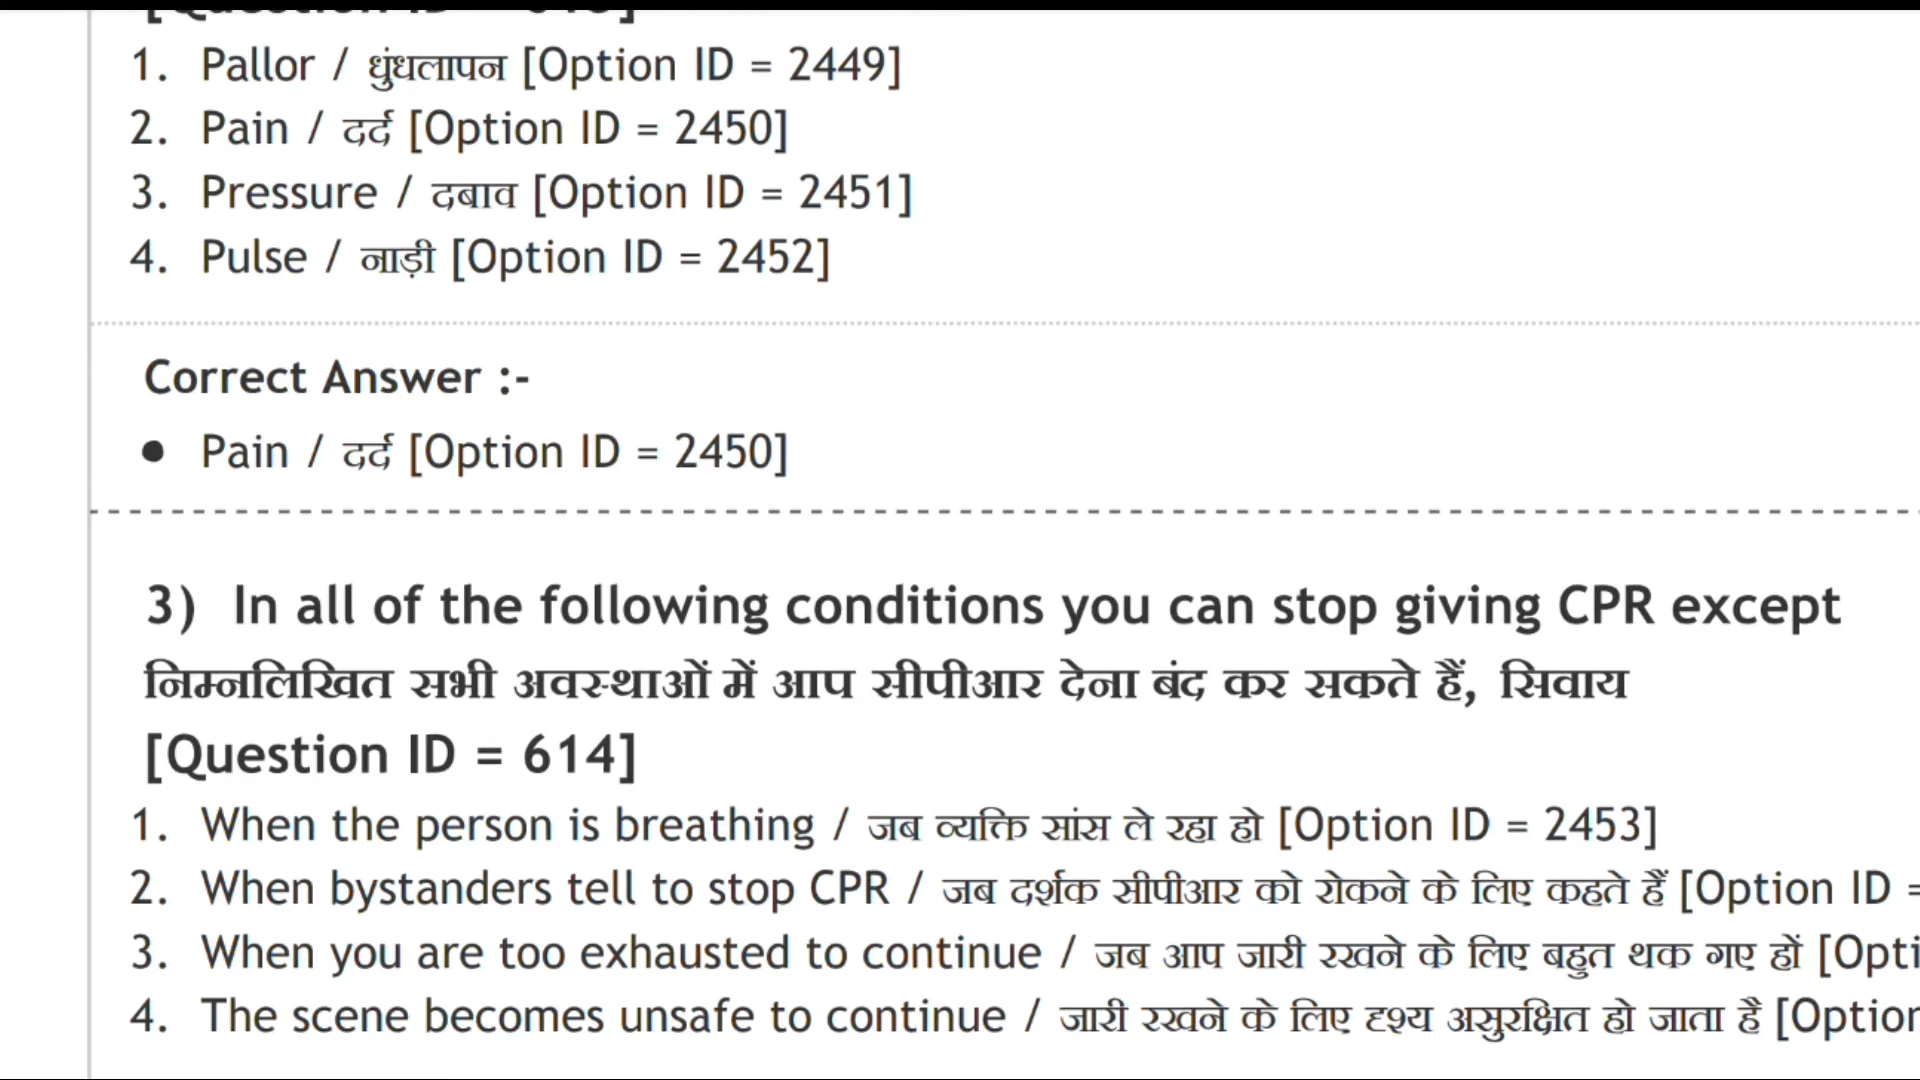 1. Pallor / धुंधलापन [Option ID = 2449]
2. Pain / दर्द [Option ID = 2450]
3. Pressure / दबाव [Option ID = 2451]
4. Pulse / नाड़ी [Option ID = 2452]
Correct Answer :-
• Pain / दर्द [Option ID = 2450]
3) In all of the following conditions you can stop giving CPR except
निम्नलिखित सभी अवस्थाओं में आप सीपीआर देना बंद कर सकते हैं, सिवाय
[Question ID = 614]
1. When the person is breathing / जब व्यक्ति सांस ले रहा हो [Option ID = 2453]
2. When bystanders tell to stop CPR / जब दर्शक सीपीआर को रोकने के लिए कहते हैं [Option ID =
3. When you are too exhausted to continue / जब आप जारी रखने के लिए बहुत थक गए हों [Opti
4. The scene becomes unsafe to continue / जारी रखने के लिए दृश्य असुरक्षित हो जाता है [Option